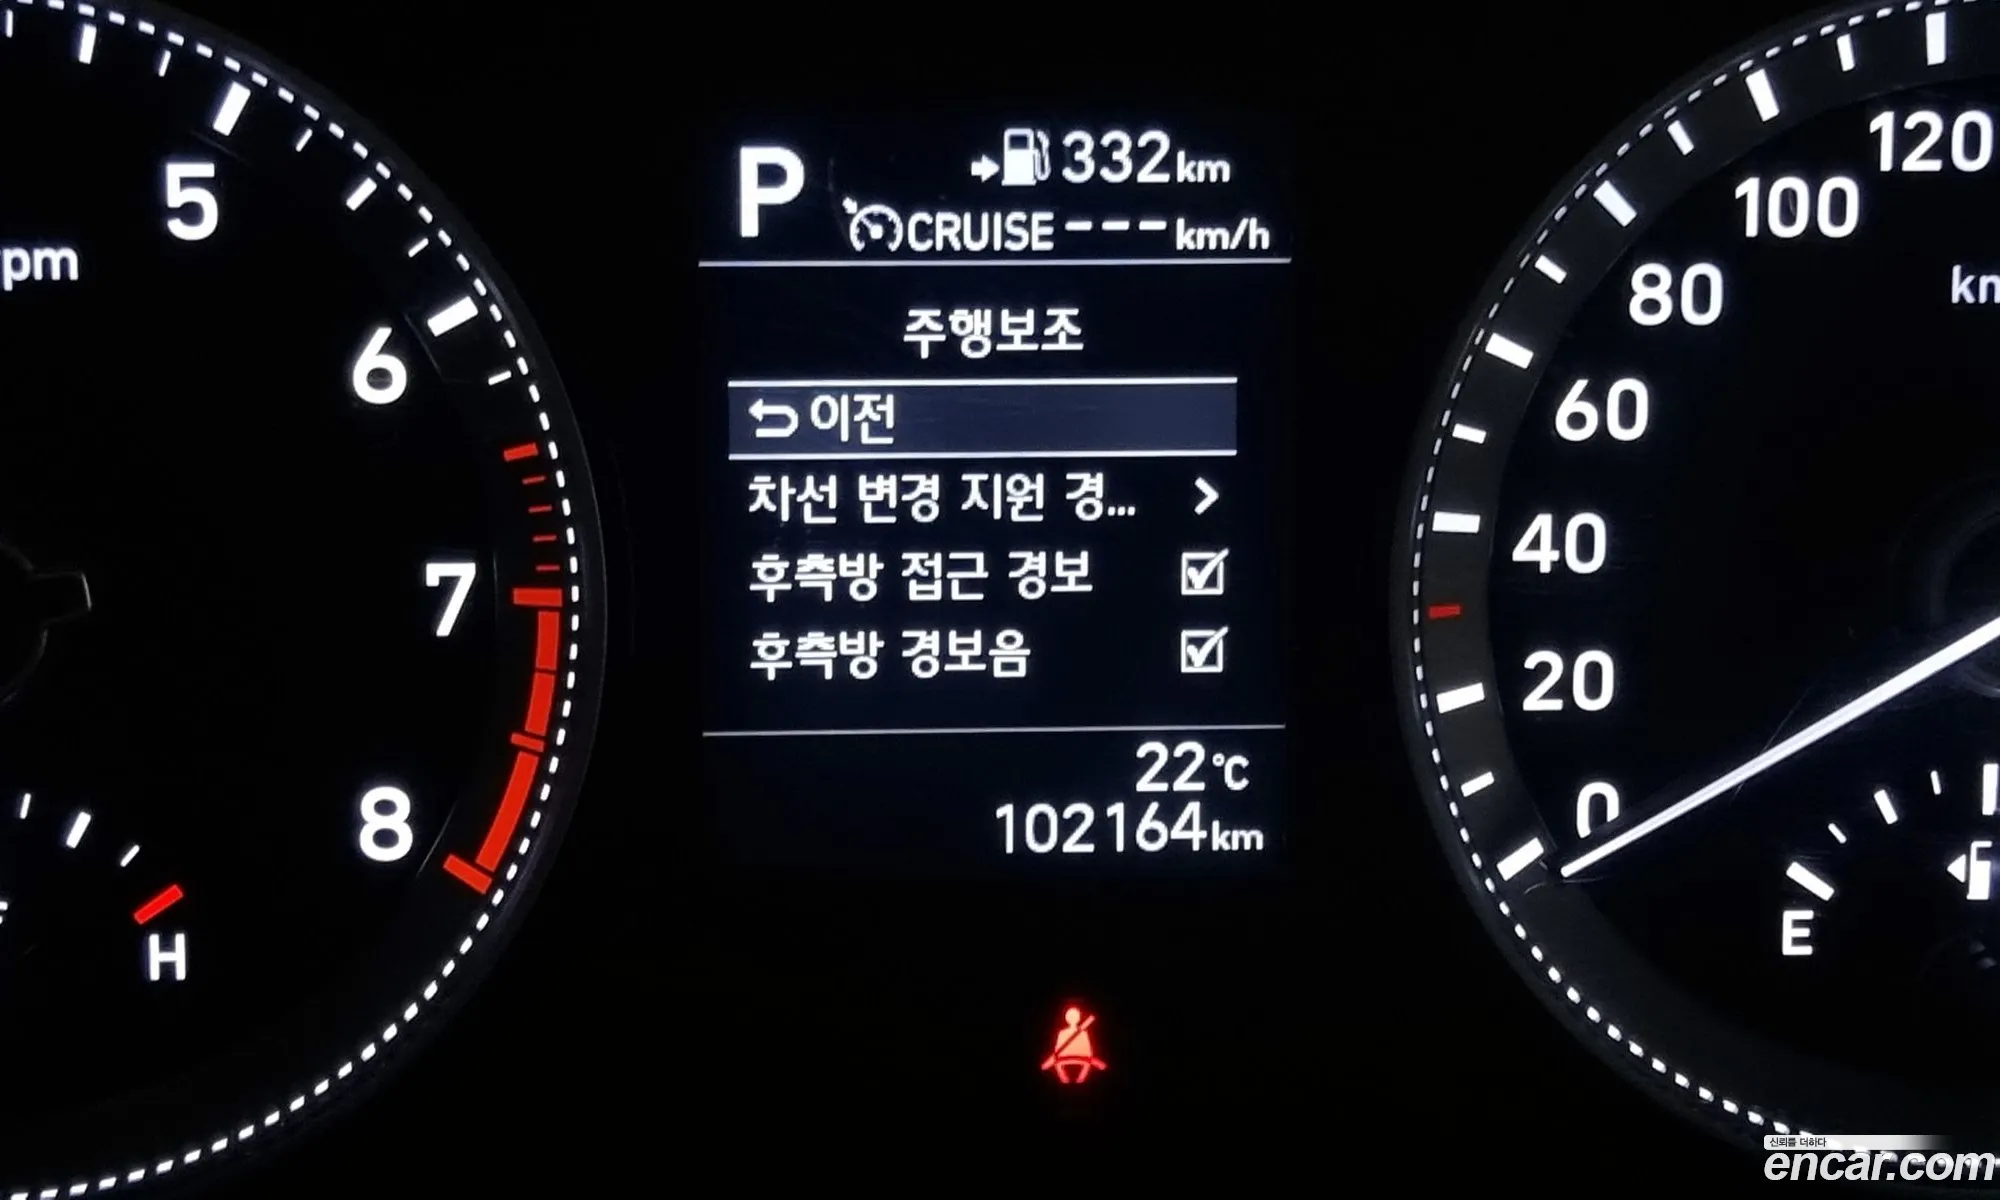 5
6
7
8
rpm
H
P
332km
CRUISE ---km/h
주행보조
이전
차선 변경 지원 경...
후측방 접근 경보
후측방 경보음
22°C
102164km
120
100
80
60
40
20
0
E
신뢰를 더하다
encar.com